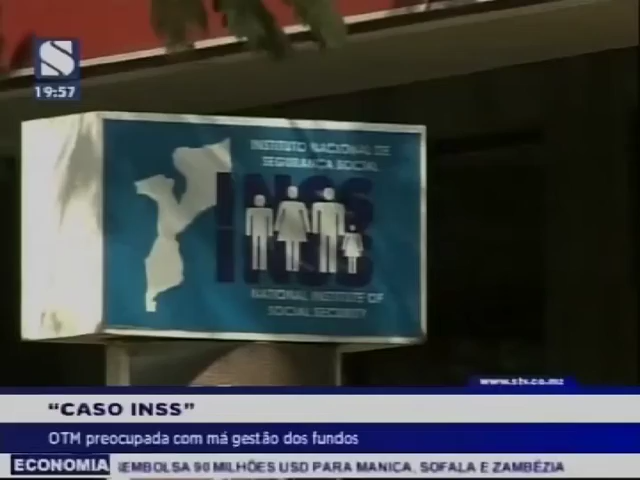 S
19:57
INSTITUTO NACIONAL DE
SEGURANÇA SOCIAL
INSS
INSS
NATIONAL INSTITUTE OF
SOCIAL SECURITY
www.stv.co.mz
"CASO INSS"
OTM preocupada com má gestão dos fundos
ECONOMIA
EMBOLSA 90 MILHÕES USD PARA MANICA, SOFALA E ZAMBÉZIA